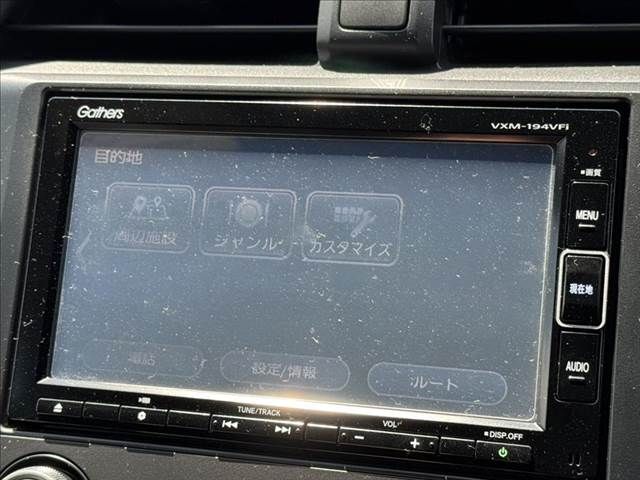 Gathers
VXM-194VFi
目的地
画質
MENU
周辺施設
ジャンル
カスタマイズ
現在地
電話
設定/情報
ルート
AUDIO
TUNE/TRACK
VOL
DISP.OFF